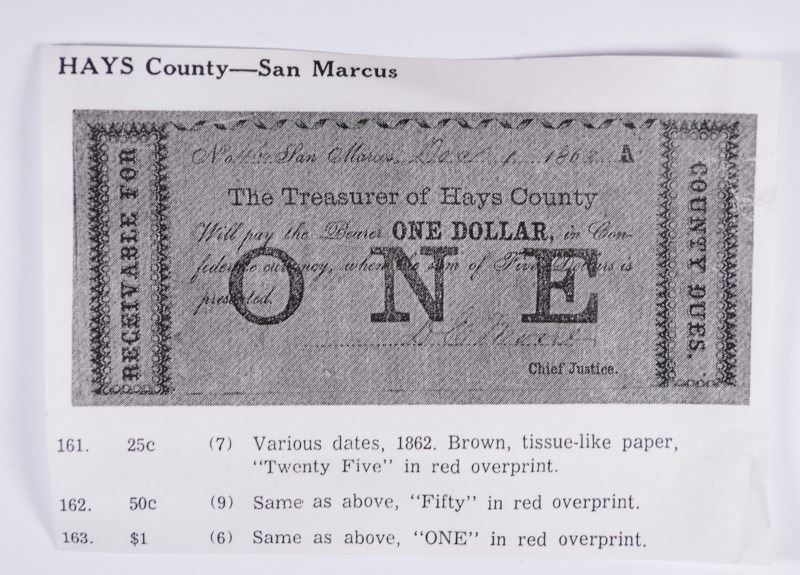 HAYS County—San Marcus
No San Marcus, 1862 A
The Treasurer of Hays County
Will pay the Bearer ONE DOLLAR, in Con-
federate currency, when the sum of Five Dollars is
presented.
ONE
Chief Justice.
RECEIVABLE FOR
COUNTY DUES.
161. 25c (7) Various dates, 1862. Brown, tissue-like paper,
"Twenty Five" in red overprint.
162. 50c (9) Same as above, "Fifty" in red overprint.
163. $1 (6) Same as above, "ONE" in red overprint.